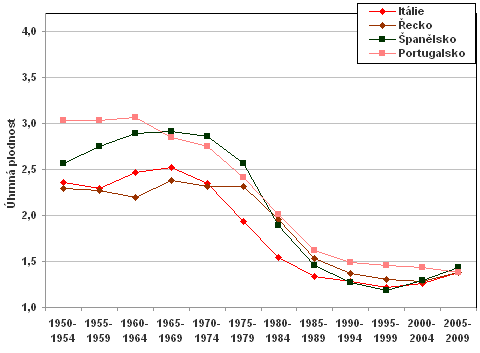 Itálie
Řecko
Španělsko
Portugalsko
Úhrnná plodnost
4,0
3,5
3,0
2,5
2,0
1,5
1,0
1950- 1955- 1960- 1965- 1970- 1975- 1980- 1985- 1990- 1995- 2000- 2005-
1954 1959 1964 1969 1974 1979 1984 1989 1994 1999 2004 2009